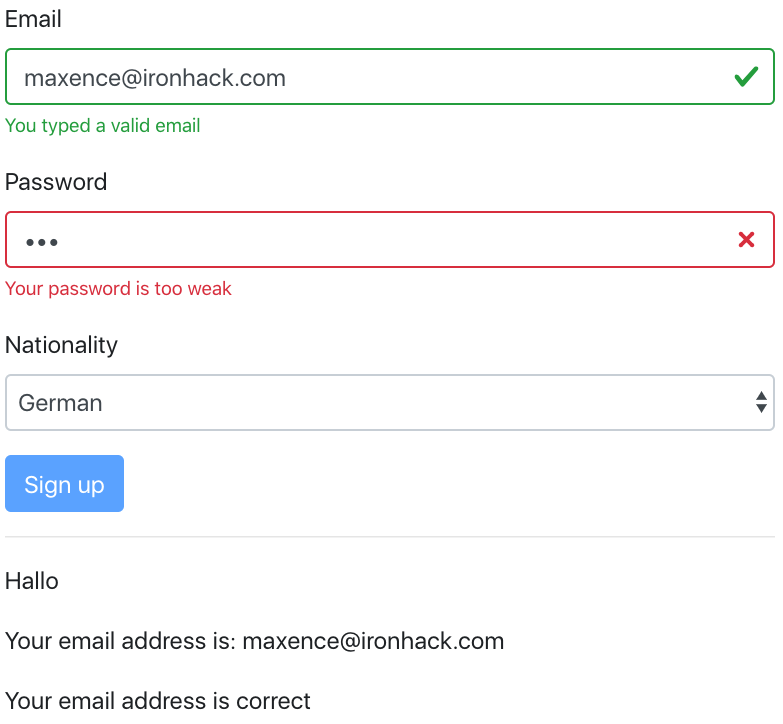 Email
maxence@ironhack.com
You typed a valid email
Password
•••
Your password is too weak
Nationality
German
Sign up
Hallo
Your email address is: maxence@ironhack.com
Your email address is correct